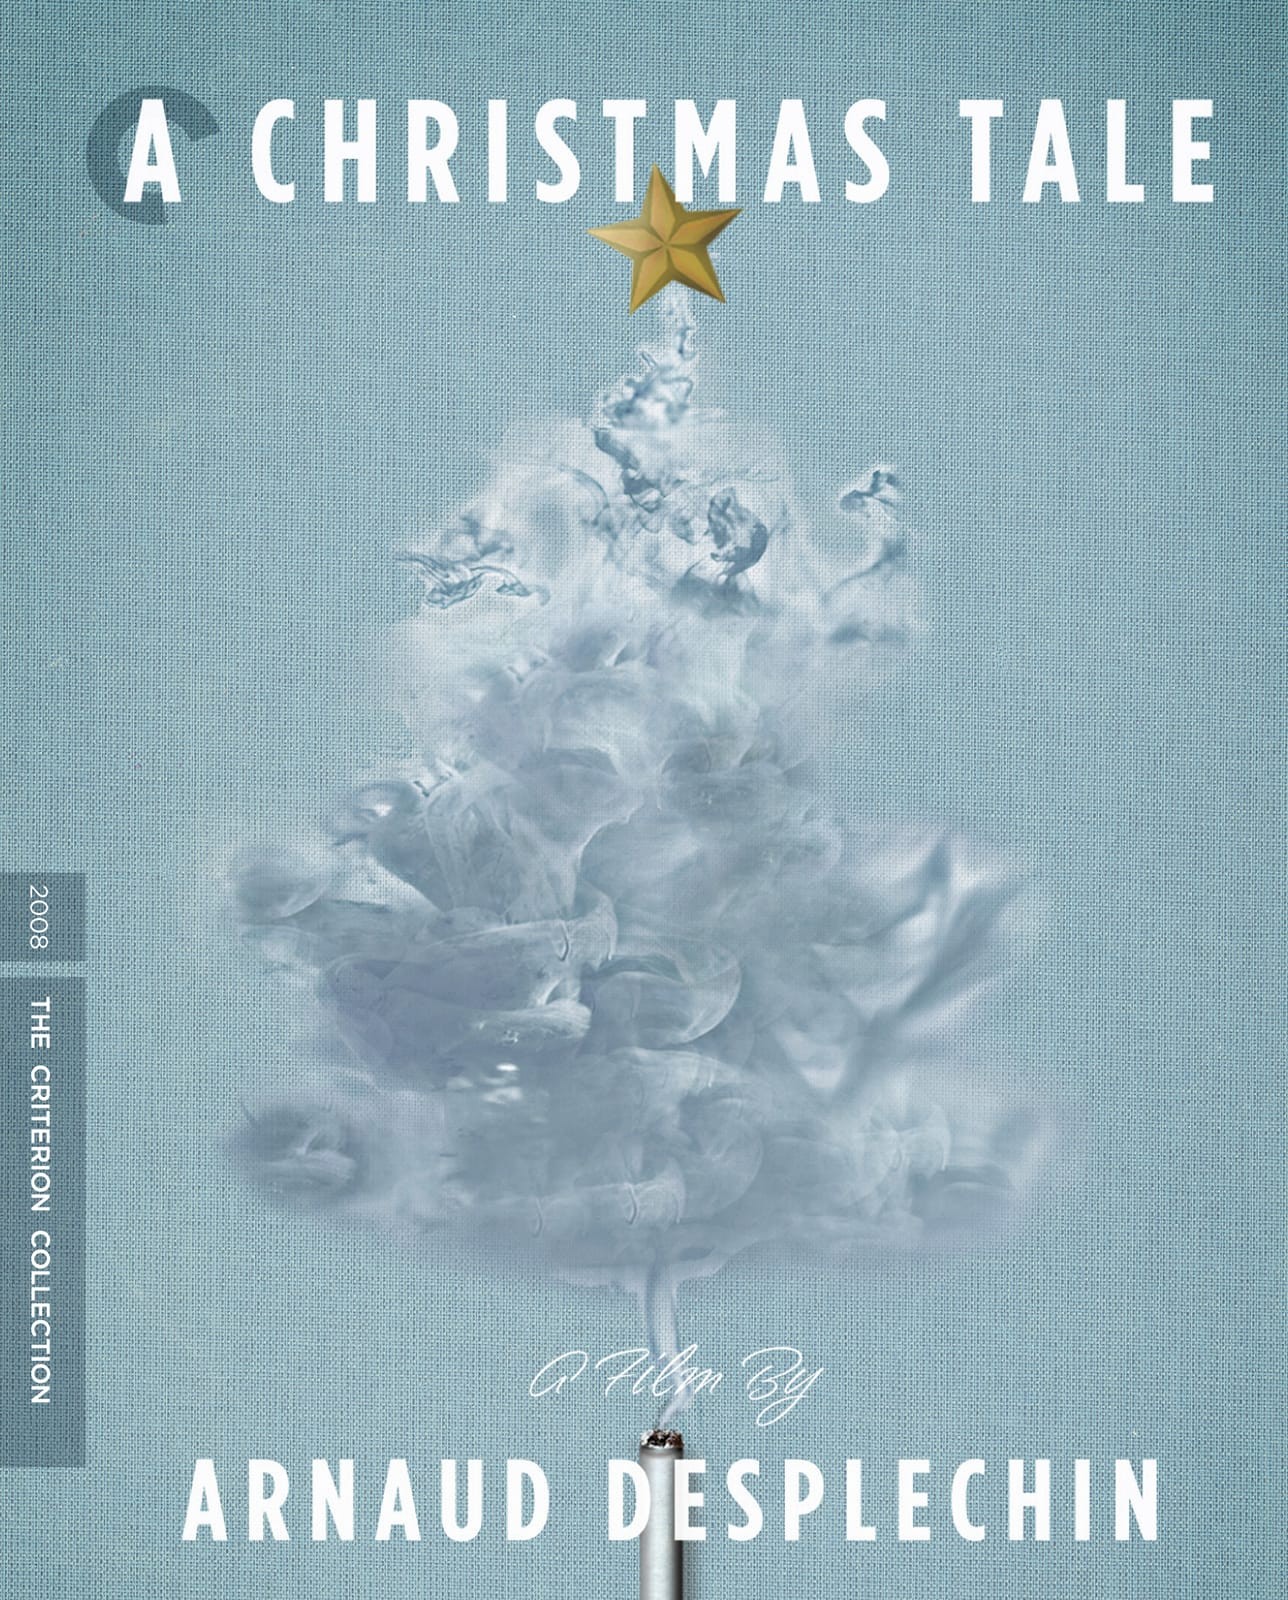 A CHRISTMAS TALE
2008
THE CRITERION COLLECTION
A Film By
ARNAUD DESPLECHIN